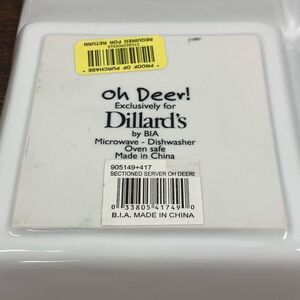 REQUIRED FOR RETURN
* PROOF OF PURCHASE *
Oh Deer!
Exclusively for
Dillard's
by BIA
Microwave - Dishwasher
Oven safe
Made in China
905149+417
SECTIONED SERVER OH DEER!
0 33805 41749 0
B.I.A. MADE IN CHINA